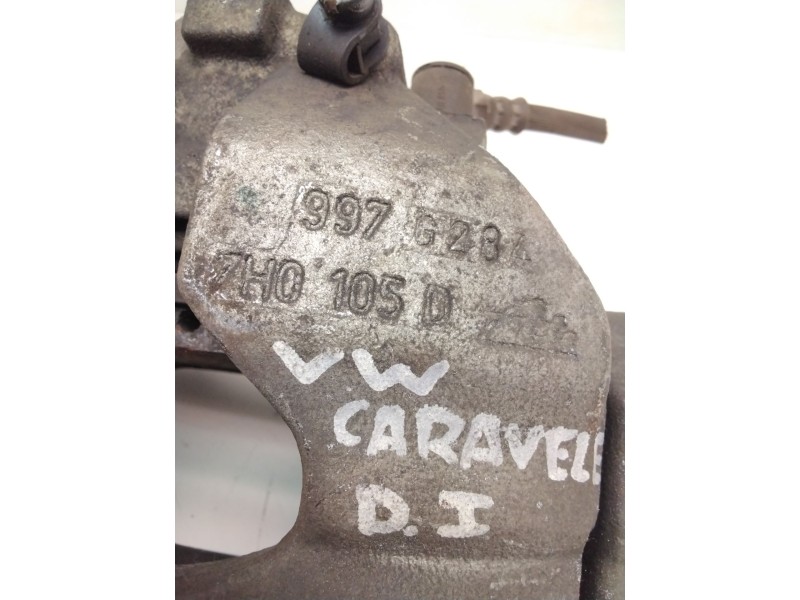 997 G284
7H0 105 D
VW
CARAVELE
D.I